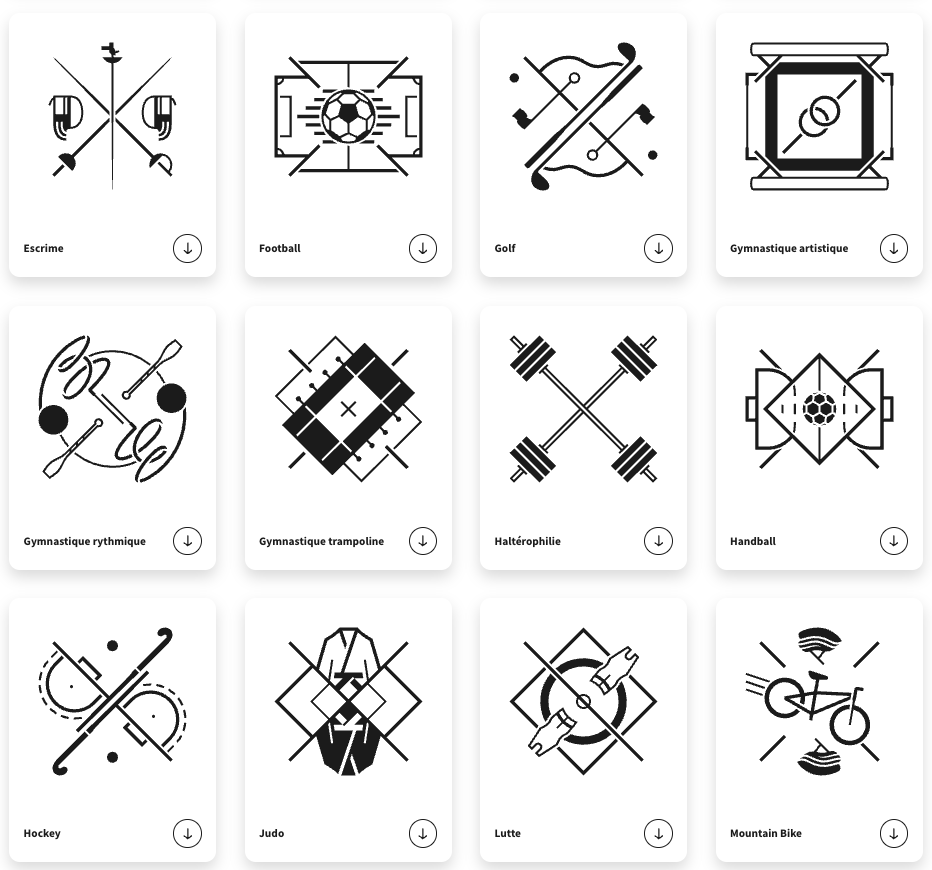 Escrime
Football
Golf
Gymnastique artistique
Gymnastique rythmique
Gymnastique trampoline
Haltérophilie
Handball
Hockey
Judo
Lutte
Mountain Bike